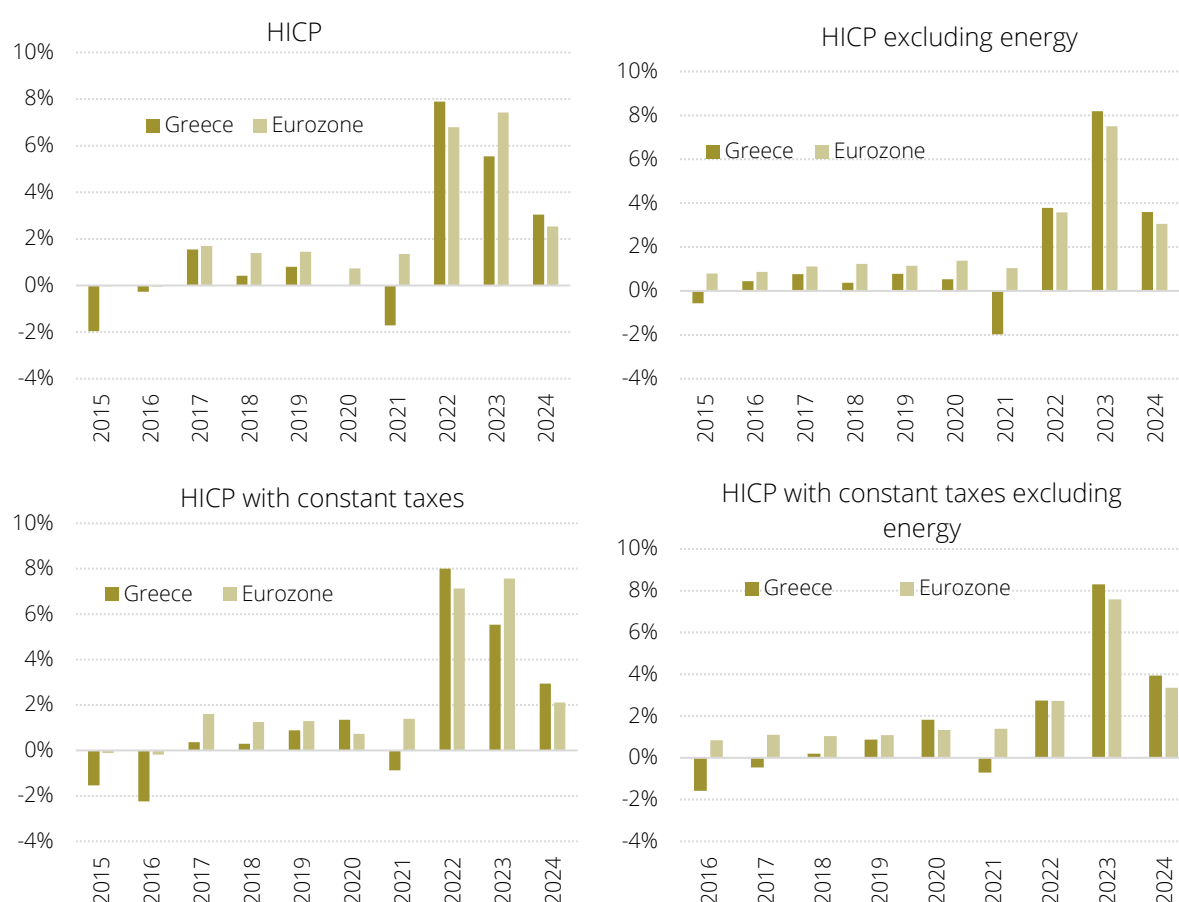 HICP
10%
8%
6%
4%
2%
0%
-2%
-4%
Greece Eurozone
2015 2016 2017 2018 2019 2020 2021 2022 2023 2024
HICP excluding energy
10%
8%
6%
4%
2%
0%
-2%
-4%
Greece Eurozone
2015 2016 2017 2018 2019 2020 2021 2022 2023 2024
HICP with constant taxes
10%
8%
6%
4%
2%
0%
-2%
-4%
Greece Eurozone
2015 2016 2017 2018 2019 2020 2021 2022 2023 2024
HICP with constant taxes excluding
energy
10%
8%
6%
4%
2%
0%
-2%
-4%
Greece Eurozone
2016 2017 2018 2019 2020 2021 2022 2023 2024